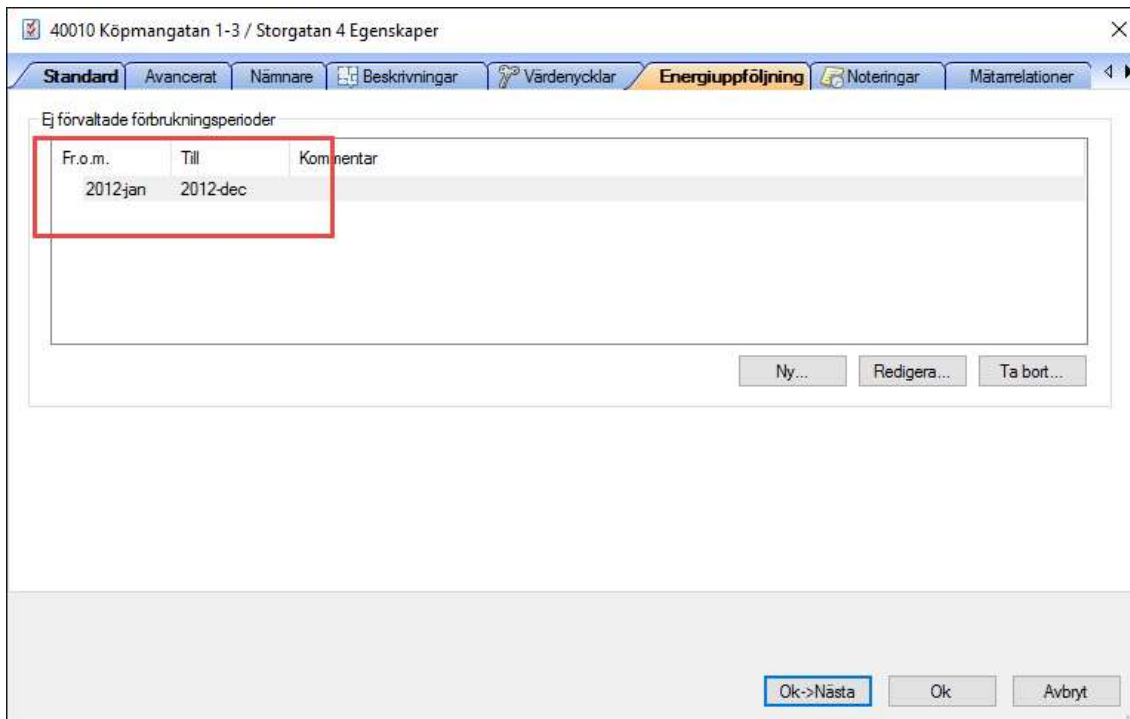 40010 Köpmangatan 1-3 / Storgatan 4 Egenskaper
Standard Avancerat Nämnare Beskrivningar Värdenycklar Energiuppföljning Noteringar Mätarrelationer
Ej förvaltade förbrukningsperioder
Fr.o.m. Till Kommentar
2012-jan 2012-dec
Ny... Redigera... Ta bort...
Ok->Nästa Ok Avbryt